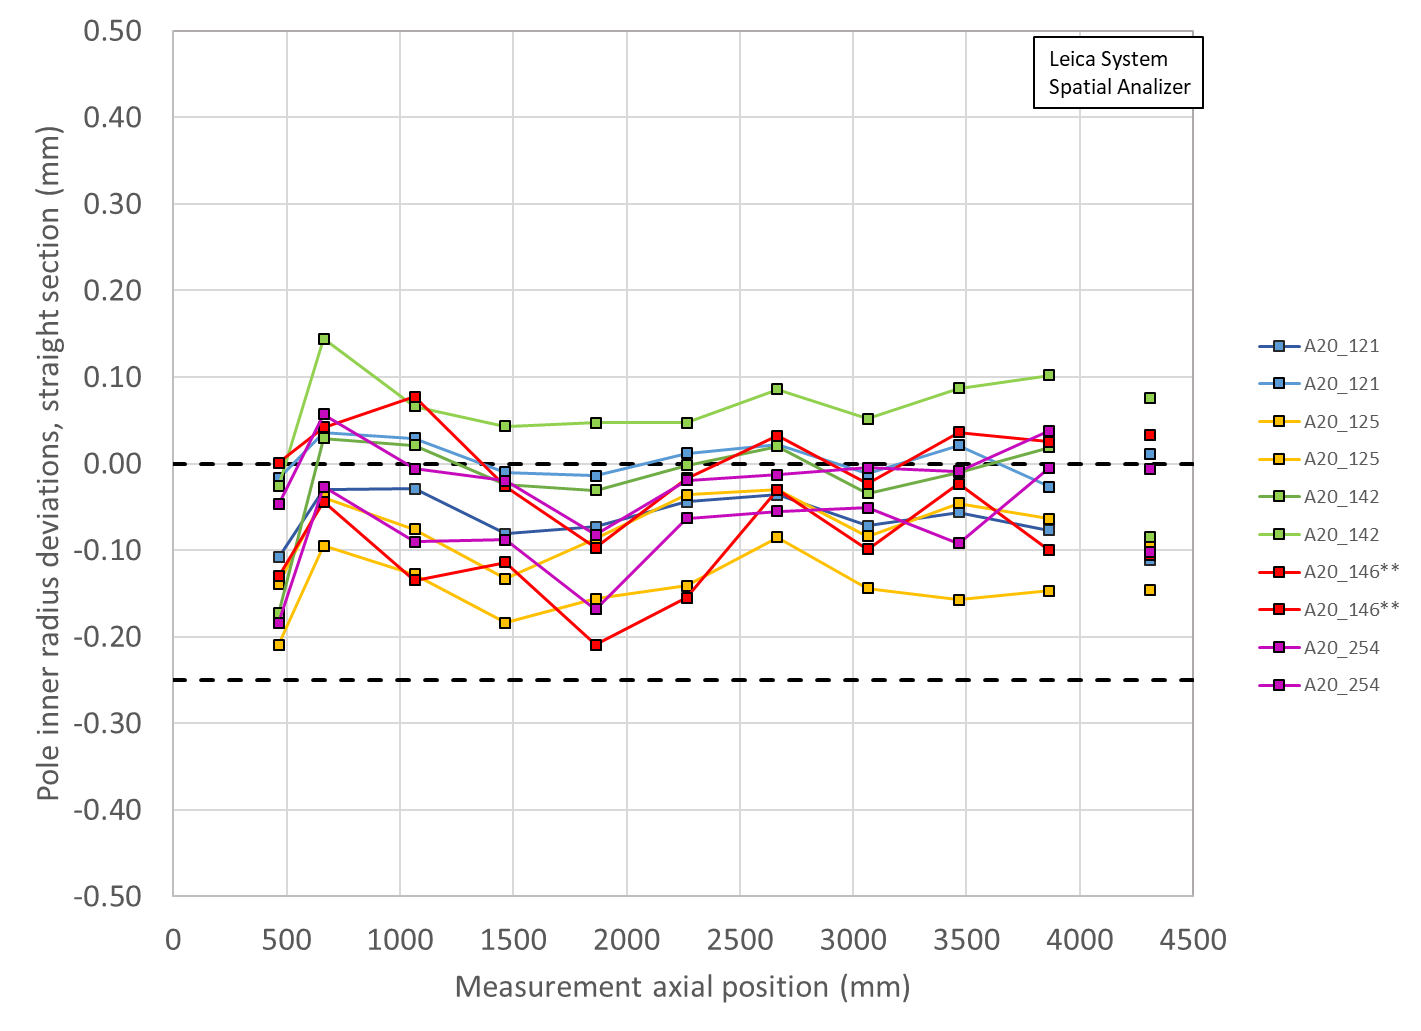 Pole inner radius deviations, straight section (mm)
0.50
0.40
0.30
0.20
0.10
0.00
-0.10
-0.20
-0.30
-0.40
-0.50
Leica System
Spatial Analizer
A20_121
A20_121
A20_125
A20_125
A20_142
A20_142
A20_146**
A20_146**
A20_254
A20_254
0 500 1000 1500 2000 2500 3000 3500 4000 4500
Measurement axial position (mm)